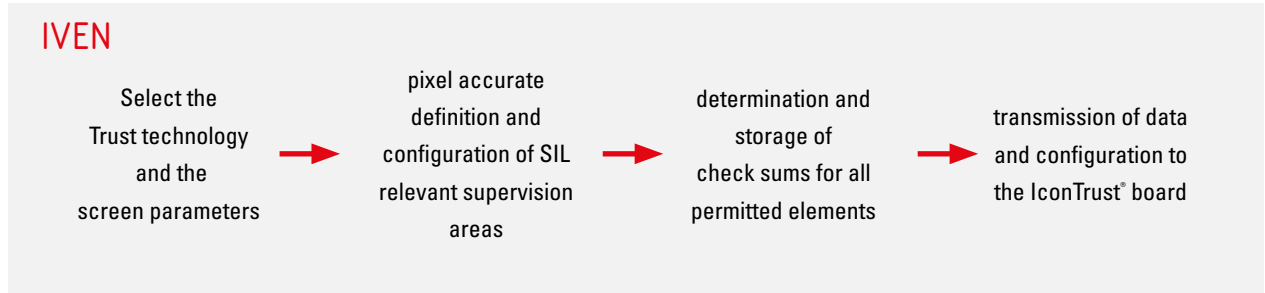 IVEN
Select the
Trust technology
and the
screen parameters
pixel accurate
definition and
configuration of SIL
relevant supervision
areas
determination and
storage of
check sums for all
permitted elements
transmission of data
and configuration to
the IconTrust® board